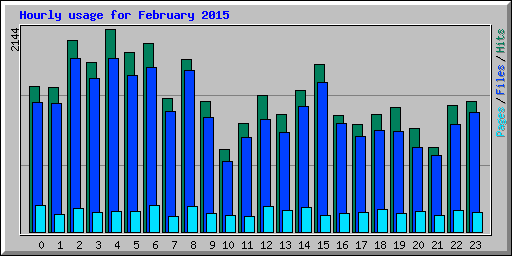 Hourly usage for February 2015
2144
Pages / Files / Hits
0 1 2 3 4 5 6 7 8 9 10 11 12 13 14 15 16 17 18 19 20 21 22 23